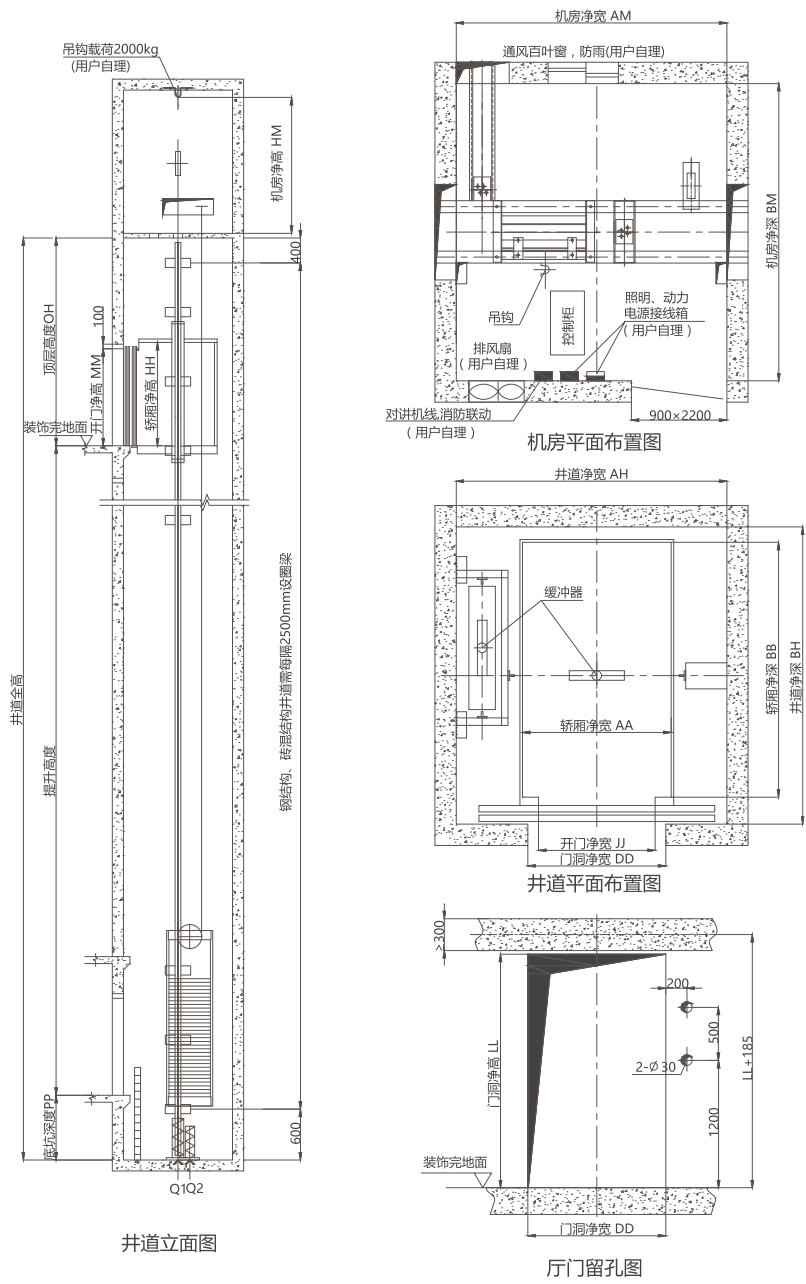 吊钩载荷2000kg
(用户自理)
机房净高 HM
400
顶层高度OH
100
开门净高 MM
轿厢净高 HH
装饰完地面
钢结构、砖混结构井道需每隔2500mm设圈梁
井道全高
提升高度
底坑深度PP
600
Q1Q2
井道立面图
机房净宽 AM
通风百叶窗，防雨(用户自理)
机房净深 BM
吊钩
控制柜
照明、动力
电源接线箱
（用户自理）
排风扇
（用户自理）
对讲机线,消防联动
（用户自理）
900×2200
机房平面布置图
井道净宽 AH
缓冲器
轿厢净宽 AA
轿厢净深 BB
井道净深 BH
开门净宽 JJ
门洞净宽 DD
井道平面布置图
>300
200
500
2-Ø30
1200
LL+185
门洞净高 LL
装饰完地面
门洞净宽 DD
厅门留孔图